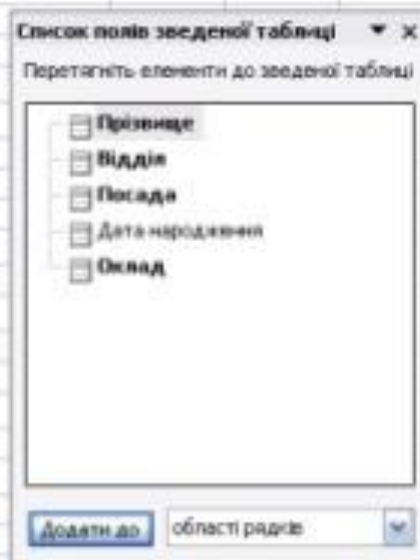 Список полів зведеної таблиці
Перетягніть елементи до зведеної таблиці
Прізвище
Відділ
Посада
Дата народження
Оклад
Додати до
області рядків